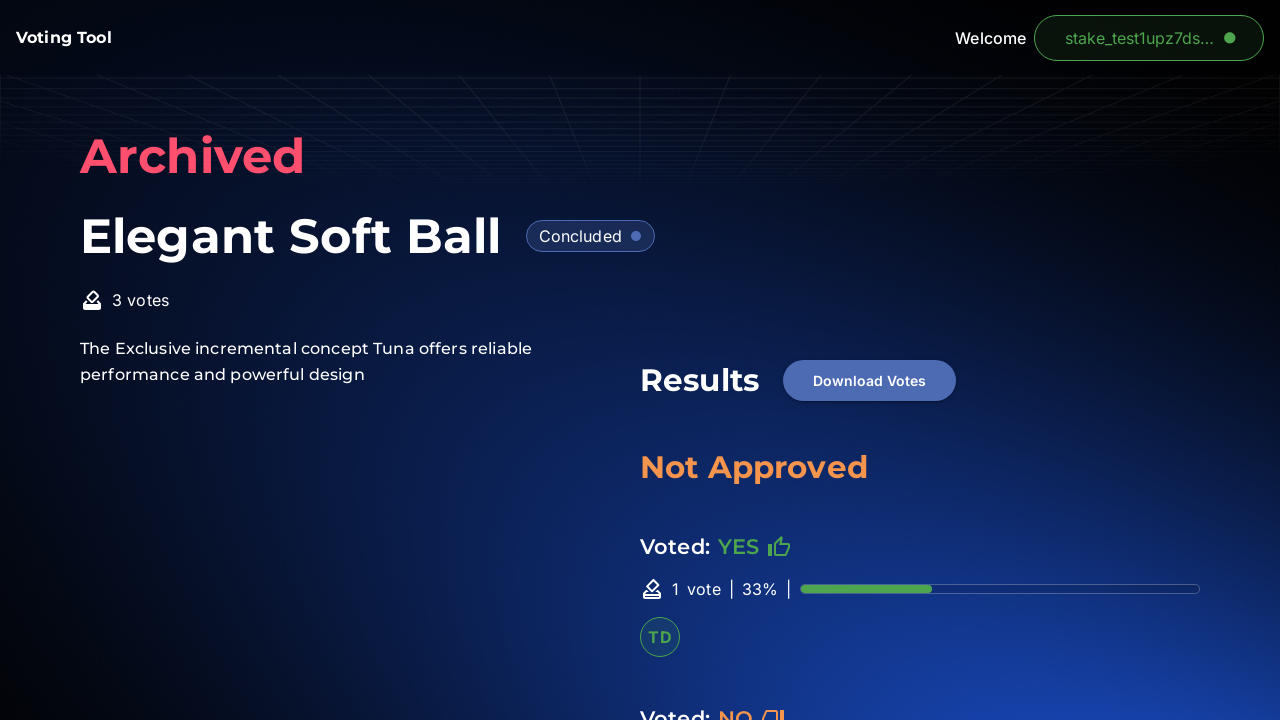 Voting Tool
Welcome stake_test1upz7ds...
Archived
Elegant Soft Ball Concluded
3 votes
The Exclusive incremental concept Tuna offers reliable
performance and powerful design
Results Download Votes
Not Approved
Voted: YES
1 vote | 33% |
TD
Voted: NO